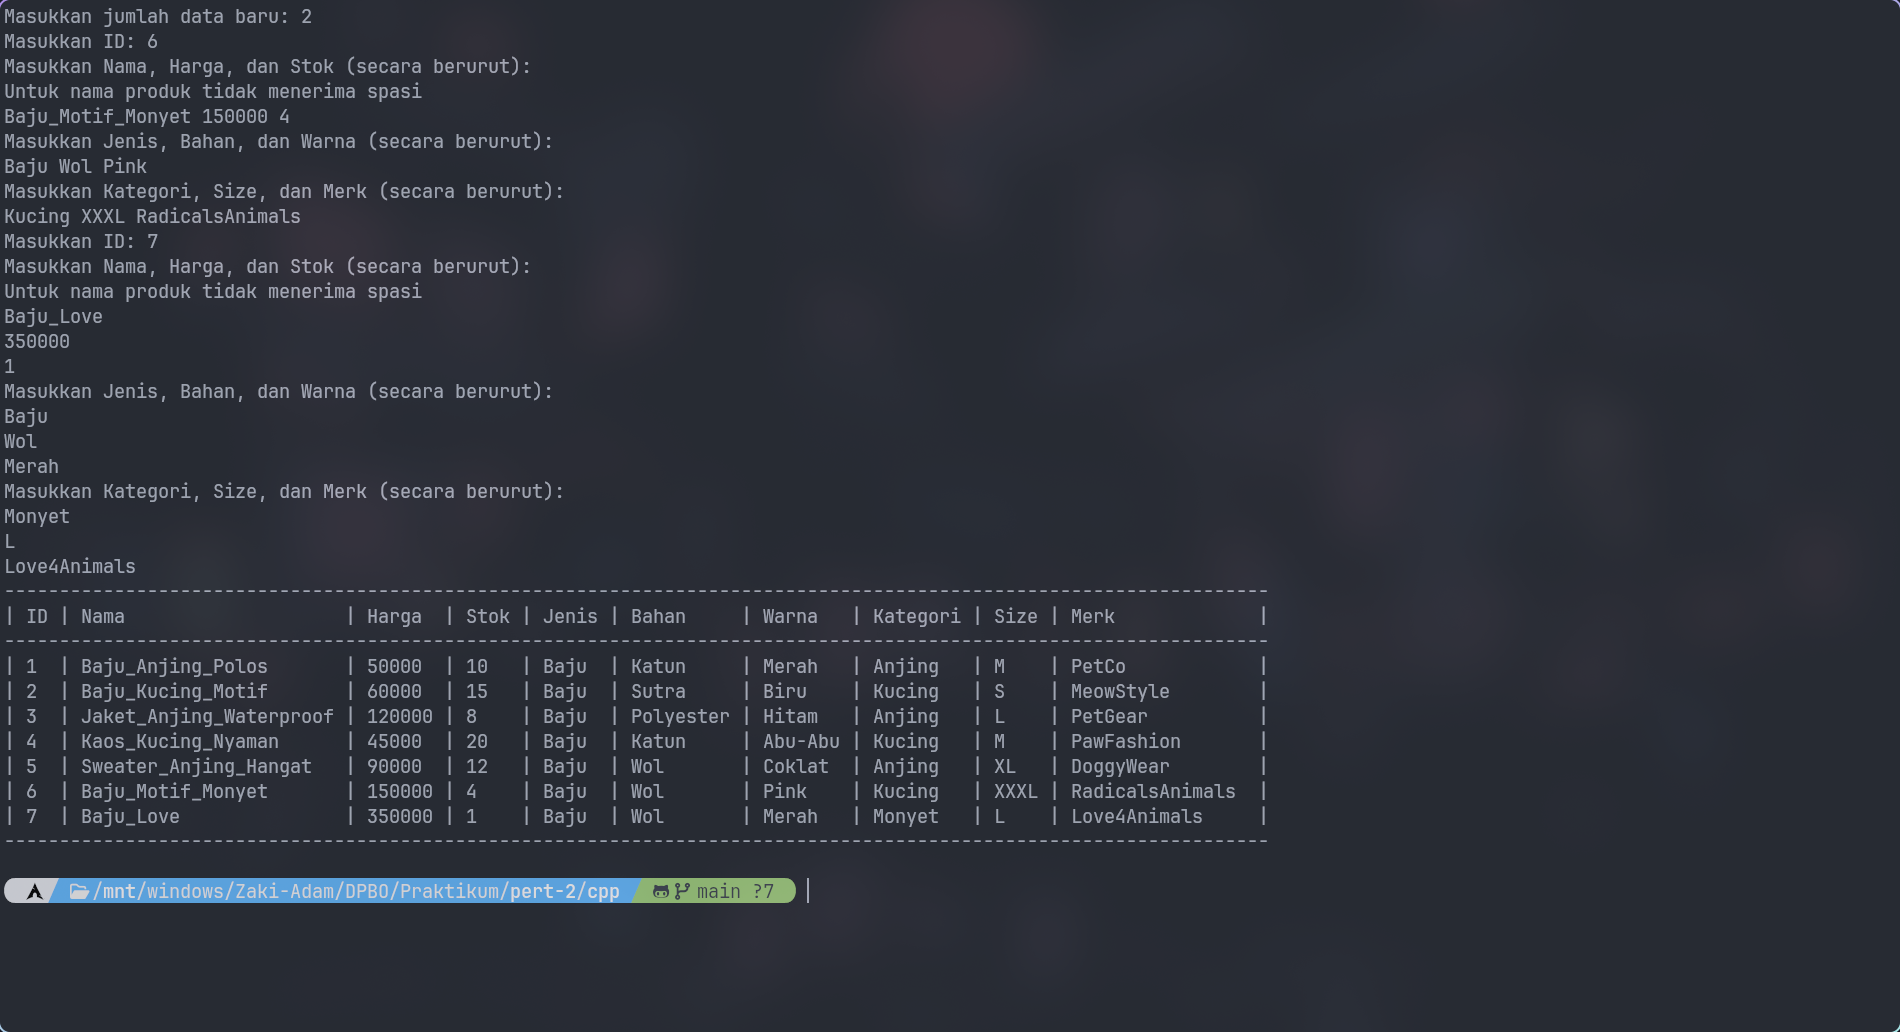 Masukkan jumlah data baru: 2
Masukkan ID: 6
Masukkan Nama, Harga, dan Stok (secara berurut):
Untuk nama produk tidak menerima spasi
Baju_Motif_Monyet 150000 4
Masukkan Jenis, Bahan, dan Warna (secara berurut):
Baju Wol Pink
Masukkan Kategori, Size, dan Merk (secara berurut):
Kucing XXXL RadicalsAnimals
Masukkan ID: 7
Masukkan Nama, Harga, dan Stok (secara berurut):
Untuk nama produk tidak menerima spasi
Baju_Love
350000
1
Masukkan Jenis, Bahan, dan Warna (secara berurut):
Baju
Wol
Merah
Masukkan Kategori, Size, dan Merk (secara berurut):
Monyet
L
Love4Animals
-------------------------------------------------------------------------------------------------------------------
| ID | Nama                    | Harga  | Stok | Jenis | Bahan     | Warna   | Kategori | Size | Merk             |
-------------------------------------------------------------------------------------------------------------------
| 1  | Baju_Anjing_Polos       | 50000  | 10   | Baju  | Katun     | Merah   | Anjing   | M    | PetCo            |
| 2  | Baju_Kucing_Motif       | 60000  | 15   | Baju  | Sutra     | Biru    | Kucing   | S    | MeowStyle        |
| 3  | Jaket_Anjing_Waterproof | 120000 | 8    | Baju  | Polyester | Hitam   | Anjing   | L    | PetGear          |
| 4  | Kaos_Kucing_Nyaman      | 45000  | 20   | Baju  | Katun     | Abu-Abu | Kucing   | M    | PawFashion       |
| 5  | Sweater_Anjing_Hangat   | 90000  | 12   | Baju  | Wol       | Coklat  | Anjing   | XL   | DoggyWear        |
| 6  | Baju_Motif_Monyet       | 150000 | 4    | Baju  | Wol       | Pink    | Kucing   | XXXL | RadicalsAnimals  |
| 7  | Baju_Love               | 350000 | 1    | Baju  | Wol       | Merah   | Monyet   | L    | Love4Animals     |
-------------------------------------------------------------------------------------------------------------------
/mnt/windows/Zaki-Adam/DPBO/Praktikum/pert-2/cpp main ?7